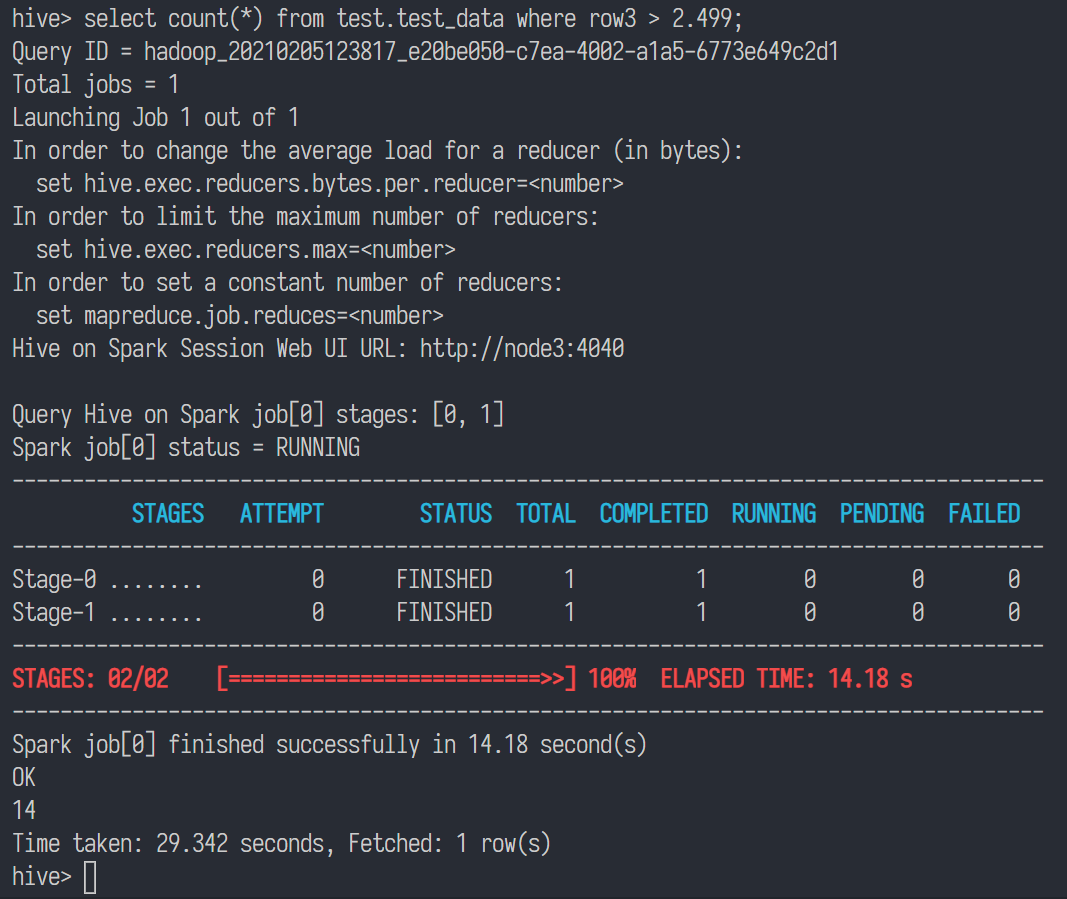 hive> select count(*) from test.test_data where row3 > 2.499;
Query ID = hadoop_20210205123817_e20be050-c7ea-4002-a1a5-6773e649c2d1
Total jobs = 1
Launching Job 1 out of 1
In order to change the average load for a reducer (in bytes):
  set hive.exec.reducers.bytes.per.reducer=<number>
In order to limit the maximum number of reducers:
  set hive.exec.reducers.max=<number>
In order to set a constant number of reducers:
  set mapreduce.job.reduces=<number>
Hive on Spark Session Web UI URL: http://node3:4040

Query Hive on Spark job[0] stages: [0, 1]
Spark job[0] status = RUNNING
--------------------------------------------------------------------------------------
          STAGES   ATTEMPT        STATUS  TOTAL  COMPLETED  RUNNING  PENDING  FAILED
--------------------------------------------------------------------------------------
Stage-0 ........         0      FINISHED      1          1        0        0       0
Stage-1 ........         0      FINISHED      1          1        0        0       0
--------------------------------------------------------------------------------------
STAGES: 02/02    [==========================>>] 100%  ELAPSED TIME: 14.18 s
--------------------------------------------------------------------------------------
Spark job[0] finished successfully in 14.18 second(s)
OK
14
Time taken: 29.342 seconds, Fetched: 1 row(s)
hive>